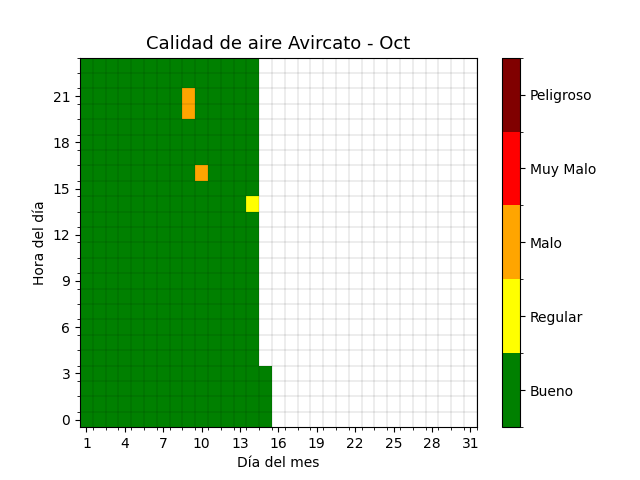 Calidad de aire Avircato - Oct
Hora del día
21
18
15
12
9
6
3
0
1 4 7 10 13 16 19 22 25 28 31
Día del mes
Peligroso
Muy Malo
Malo
Regular
Bueno